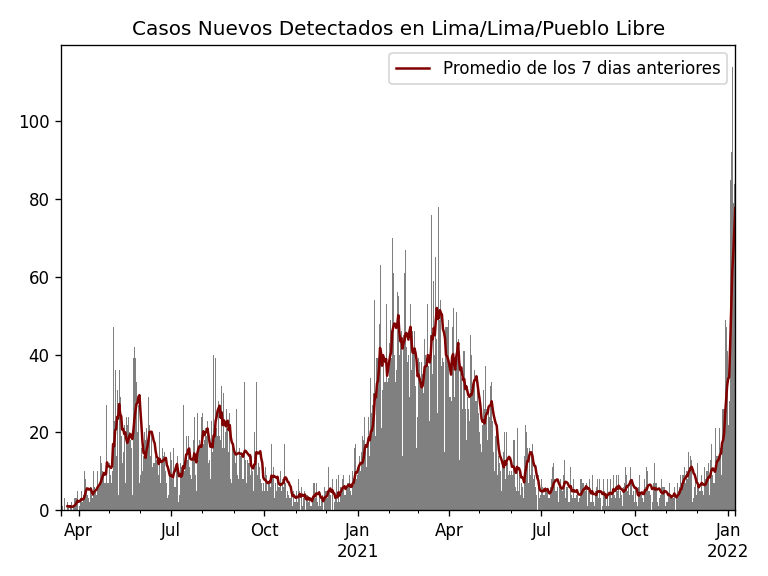 Casos Nuevos Detectados en Lima/Lima/Pueblo Libre
Promedio de los 7 dias anteriores
100
80
60
40
20
0
Apr Jul Oct Jan Apr Jul Oct Jan
2021 2022